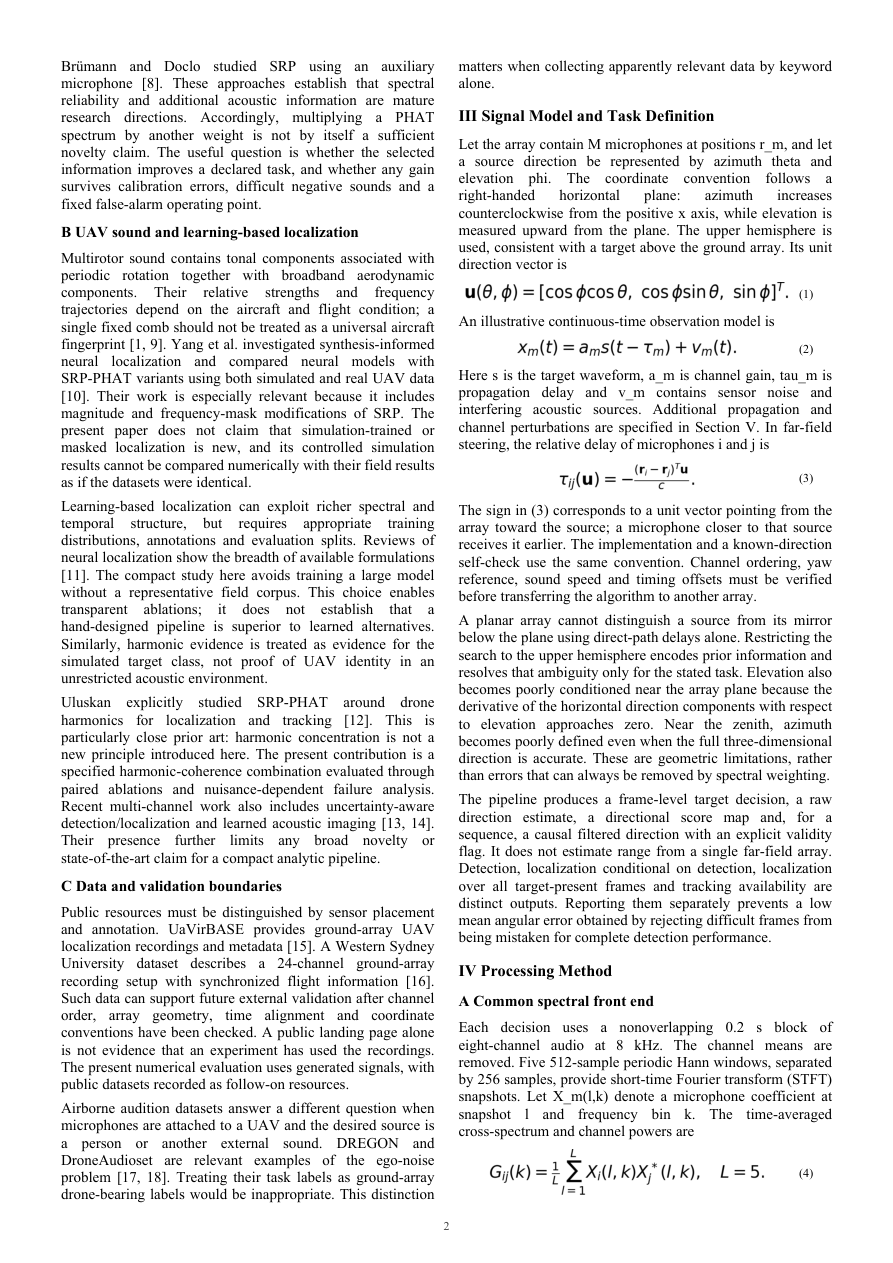 Brümann and Doclo studied SRP using an auxiliary
microphone [8]. These approaches establish that spectral
reliability and additional acoustic information are mature
research directions. Accordingly, multiplying a PHAT
spectrum by another weight is not by itself a sufficient
novelty claim. The useful question is whether the selected
information improves a declared task, and whether any gain
survives calibration errors, difficult negative sounds and a
fixed false-alarm operating point.
B UAV sound and learning-based localization
Multirotor sound contains tonal components associated with
periodic rotation together with broadband aerodynamic
components. Their relative strengths and frequency
trajectories depend on the aircraft and flight condition; a
single fixed comb should not be treated as a universal aircraft
fingerprint [1, 9]. Yang et al. investigated synthesis-informed
neural localization and compared neural models with
SRP-PHAT variants using both simulated and real UAV data
[10]. Their work is especially relevant because it includes
magnitude and frequency-mask modifications of SRP. The
present paper does not claim that simulation-trained or
masked localization is new, and its controlled simulation
results cannot be compared numerically with their field results
as if the datasets were identical.
Learning-based localization can exploit richer spectral and
temporal structure, but requires appropriate training
distributions, annotations and evaluation splits. Reviews of
neural localization show the breadth of available formulations
[11]. The compact study here avoids training a large model
without a representative field corpus. This choice enables
transparent ablations; it does not establish that a
hand-designed pipeline is superior to learned alternatives.
Similarly, harmonic evidence is treated as evidence for the
simulated target class, not proof of UAV identity in an
unrestricted acoustic environment.
Uluskan explicitly studied SRP-PHAT around drone
harmonics for localization and tracking [12]. This is
particularly close prior art: harmonic concentration is not a
new principle introduced here. The present contribution is a
specified harmonic-coherence combination evaluated through
paired ablations and nuisance-dependent failure analysis.
Recent multi-channel work also includes uncertainty-aware
detection/localization and learned acoustic imaging [13, 14].
Their presence further limits any broad novelty or
state-of-the-art claim for a compact analytic pipeline.
C Data and validation boundaries
Public resources must be distinguished by sensor placement
and annotation. UaVirBASE provides ground-array UAV
localization recordings and metadata [15]. A Western Sydney
University dataset describes a 24-channel ground-array
recording setup with synchronized flight information [16].
Such data can support future external validation after channel
order, array geometry, time alignment and coordinate
conventions have been checked. A public landing page alone
is not evidence that an experiment has used the recordings.
The present numerical evaluation uses generated signals, with
public datasets recorded as follow-on resources.
Airborne audition datasets answer a different question when
microphones are attached to a UAV and the desired source is
a person or another external sound. DREGON and
DroneAudioset are relevant examples of the ego-noise
problem [17, 18]. Treating their task labels as ground-array
drone-bearing labels would be inappropriate. This distinction
matters when collecting apparently relevant data by keyword
alone.
III Signal Model and Task Definition
Let the array contain M microphones at positions r_m, and let
a source direction be represented by azimuth theta and
elevation phi. The coordinate convention follows a
right-handed horizontal plane: azimuth increases
counterclockwise from the positive x axis, while elevation is
measured upward from the plane. The upper hemisphere is
used, consistent with a target above the ground array. Its unit
direction vector is
u(θ, ϕ) = [cos ϕcos θ, cos ϕsin θ, sin ϕ]^T. (1)
An illustrative continuous-time observation model is
x_m(t) = a_m s(t − τ_m) + v_m(t). (2)
Here s is the target waveform, a_m is channel gain, tau_m is
propagation delay and v_m contains sensor noise and
interfering acoustic sources. Additional propagation and
channel perturbations are specified in Section V. In far-field
steering, the relative delay of microphones i and j is
τ_ij(u) = −(r_i − r_j)^T u / c. (3)
The sign in (3) corresponds to a unit vector pointing from the
array toward the source; a microphone closer to that source
receives it earlier. The implementation and a known-direction
self-check use the same convention. Channel ordering, yaw
reference, sound speed and timing offsets must be verified
before transferring the algorithm to another array.
A planar array cannot distinguish a source from its mirror
below the plane using direct-path delays alone. Restricting the
search to the upper hemisphere encodes prior information and
resolves that ambiguity only for the stated task. Elevation also
becomes poorly conditioned near the array plane because the
derivative of the horizontal direction components with respect
to elevation approaches zero. Near the zenith, azimuth
becomes poorly defined even when the full three-dimensional
direction is accurate. These are geometric limitations, rather
than errors that can always be removed by spectral weighting.
The pipeline produces a frame-level target decision, a raw
direction estimate, a directional score map and, for a
sequence, a causal filtered direction with an explicit validity
flag. It does not estimate range from a single far-field array.
Detection, localization conditional on detection, localization
over all target-present frames and tracking availability are
distinct outputs. Reporting them separately prevents a low
mean angular error obtained by rejecting difficult frames from
being mistaken for complete detection performance.
IV Processing Method
A Common spectral front end
Each decision uses a nonoverlapping 0.2 s block of
eight-channel audio at 8 kHz. The channel means are
removed. Five 512-sample periodic Hann windows, separated
by 256 samples, provide short-time Fourier transform (STFT)
snapshots. Let X_m(l,k) denote a microphone coefficient at
snapshot l and frequency bin k. The time-averaged
cross-spectrum and channel powers are
G_ij(k) = 1/L ∑_{l=1}^{L} X_i(l, k)X_j^*(l, k), L = 5. (4)
2